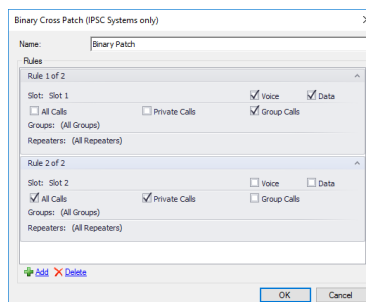 Binary Cross Patch (IPSC Systems only)
Name: Binary Patch
Rules
Rule 1 of 2
Slot: Slot 1 Voice Data
All Calls Private Calls Group Calls
Groups: (All Groups)
Repeaters: (All Repeaters)
Rule 2 of 2
Slot: Slot 2 Voice Data
All Calls Private Calls Group Calls
Groups: (All Groups)
Repeaters: (All Repeaters)
Add Delete
OK Cancel